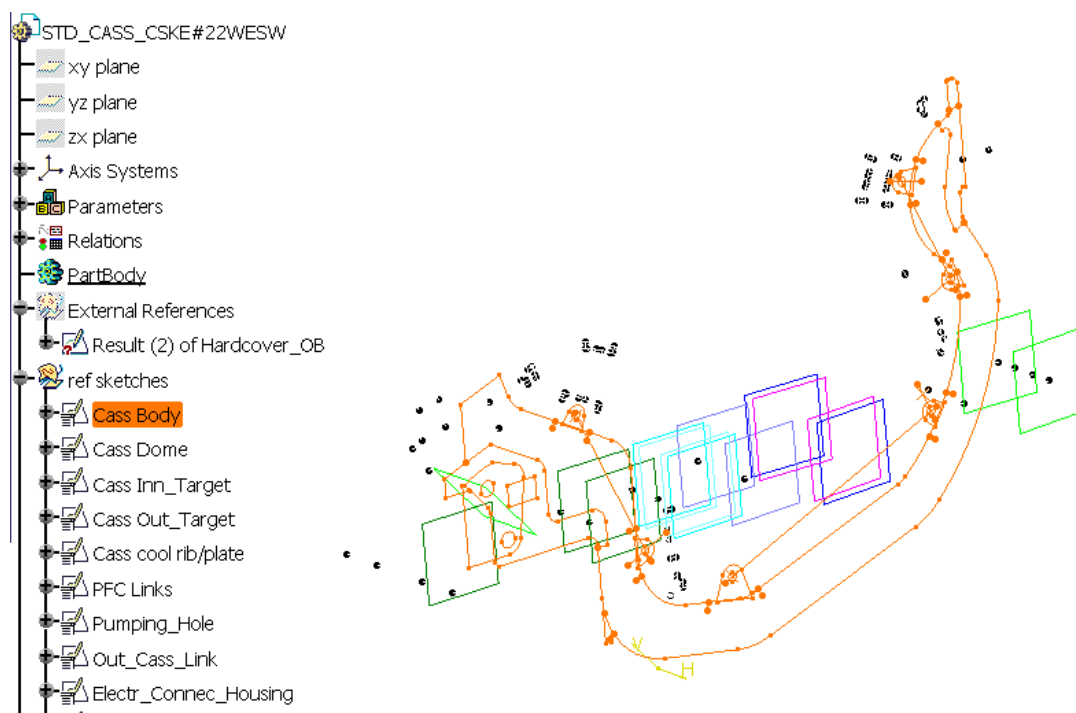 STD_CASS_CSKE#22WESW
xy plane
yz plane
zx plane
Axis Systems
Parameters
Relations
PartBody
External References
Result (2) of Hardcover_OB
ref sketches
Cass Body
Cass Dome
Cass Inn_Target
Cass Out_Target
Cass cool rib/plate
PFC Links
Pumping_Hole
Out_Cass_Link
Electr_Connec_Housing
V
H